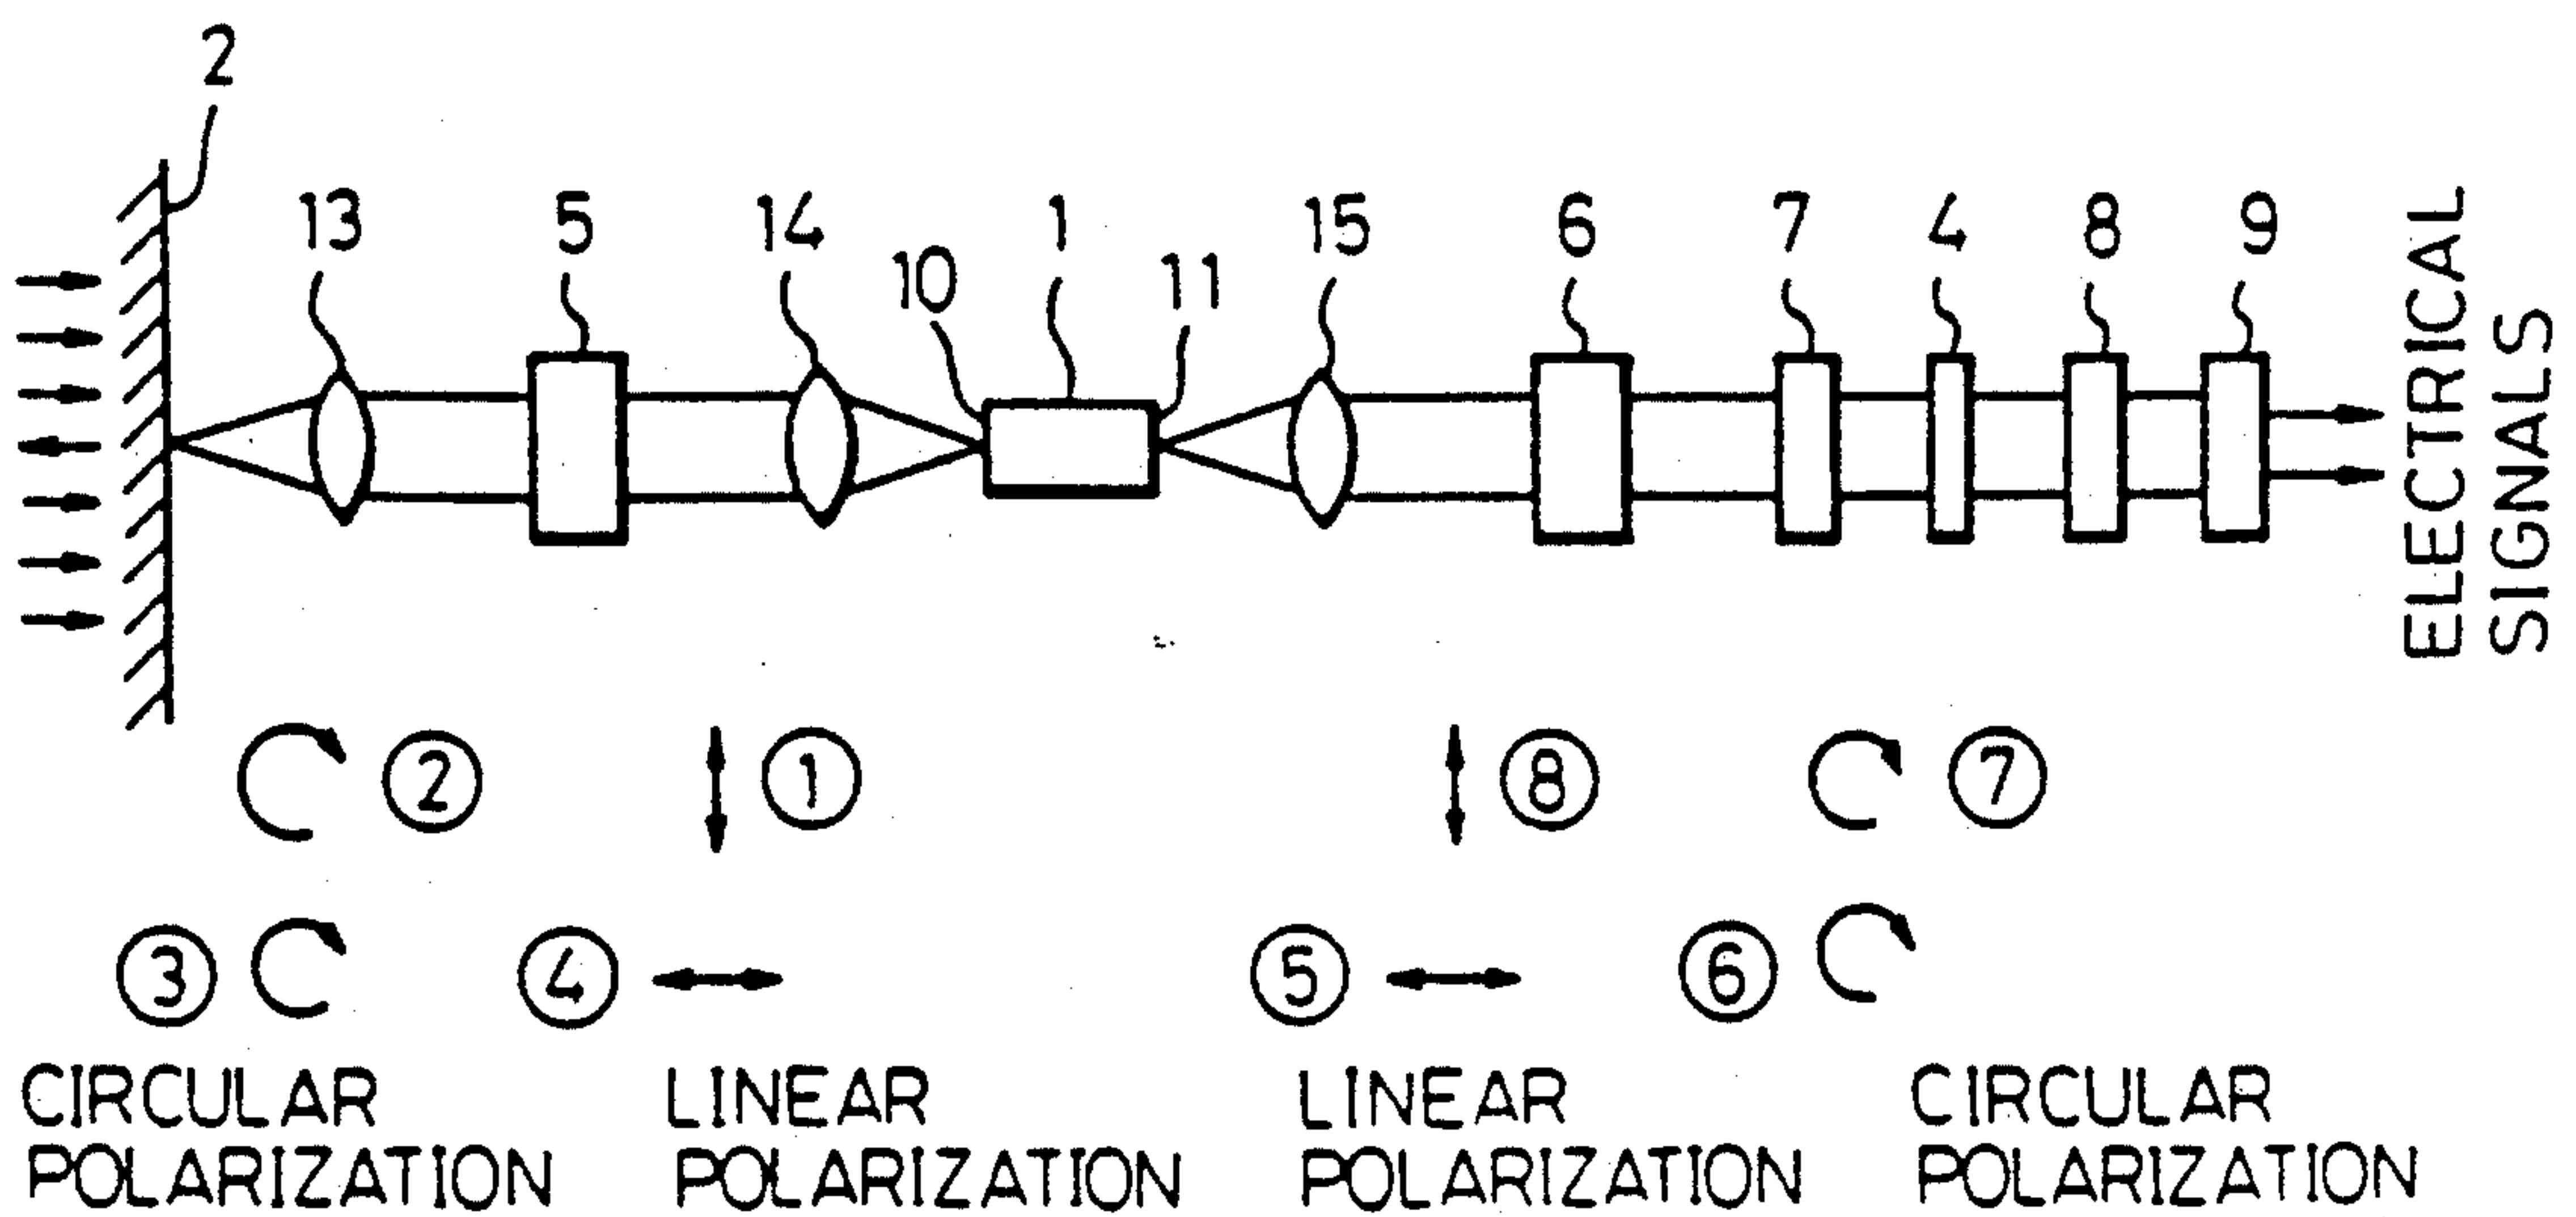 2
13 5 14 10 1 11 15 6 7 4 8 9
ELECTRICAL
SIGNALS
② ① ⑧ ⑦
③ ④ ⑤ ⑥
CIRCULAR
POLARIZATION
LINEAR
POLARIZATION
LINEAR
POLARIZATION
CIRCULAR
POLARIZATION